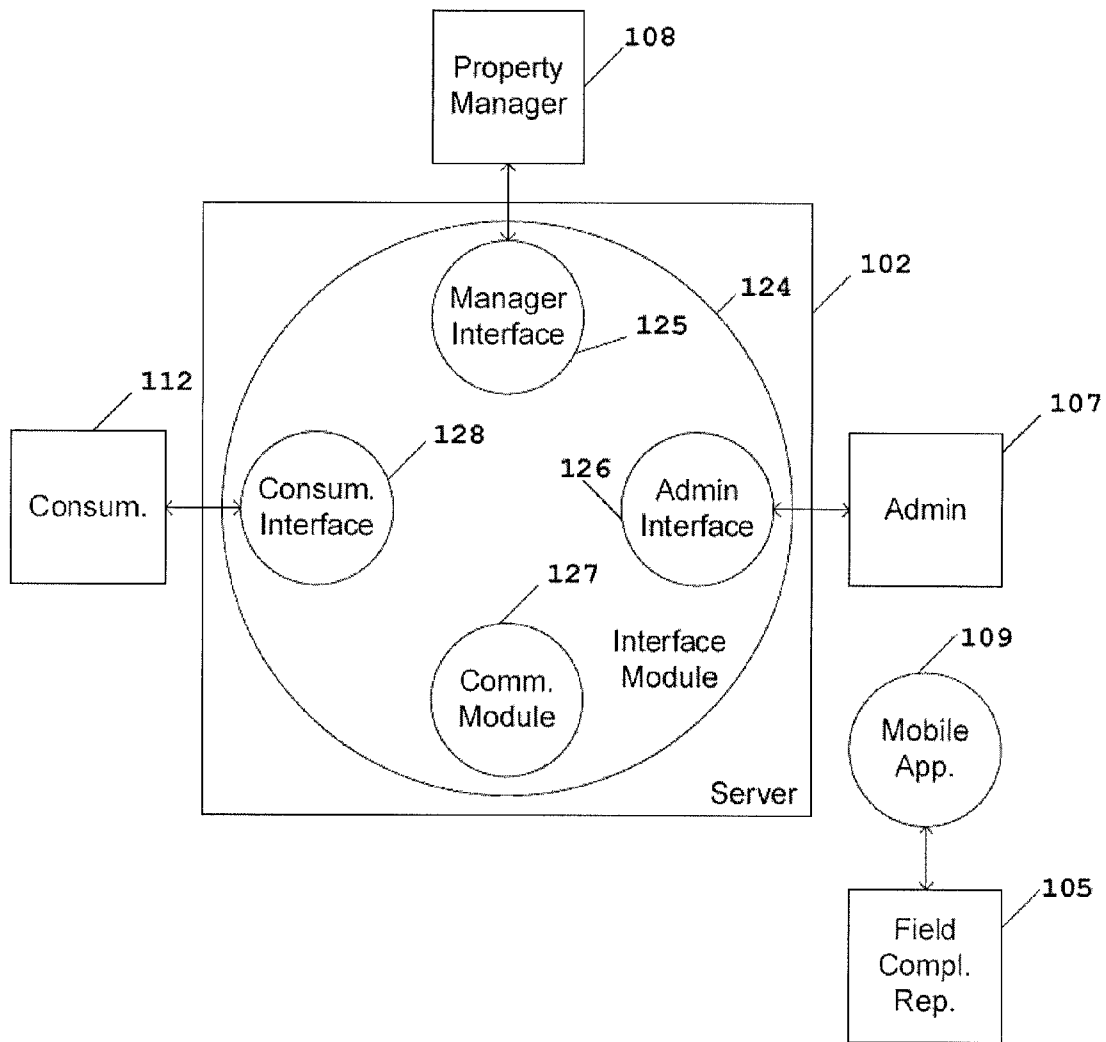 108
Property
Manager
102
124
Manager
Interface
125
112
107
128
126
Consum.
Consum.
Interface
Admin
Interface
Admin
127
109
Interface
Module
Comm.
Module
Mobile
App.
Server
105
Field
Compl.
Rep.